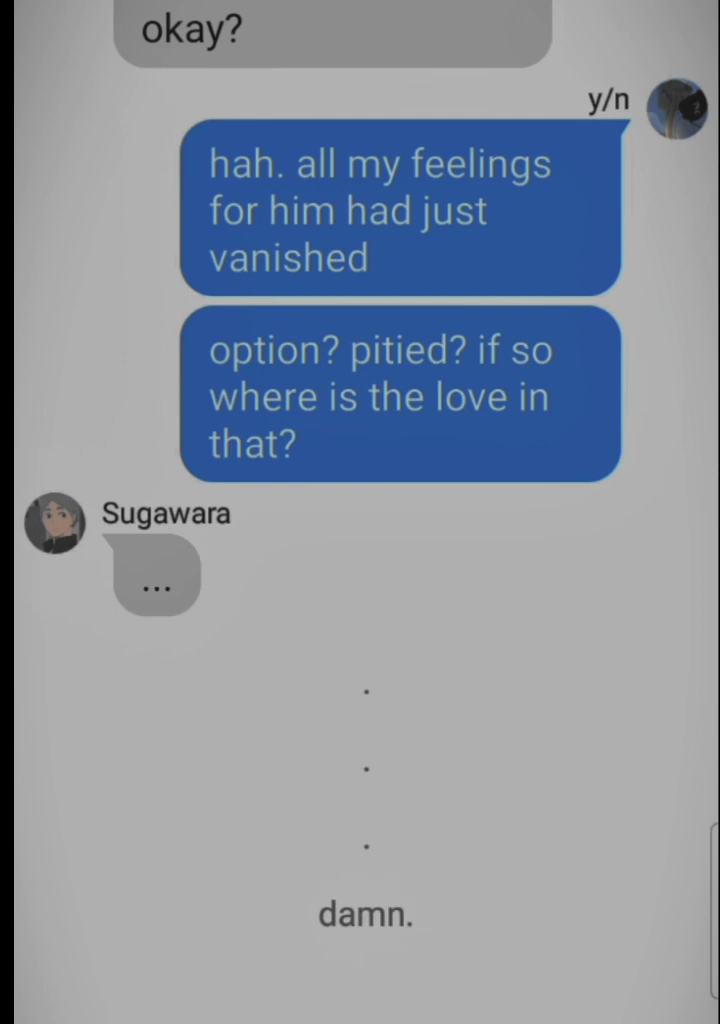 okay?
y/n
hah. all my feelings
for him had just
vanished
option? pitied? if so
where is the love in
that?
Sugawara
...
.
.
.
damn.